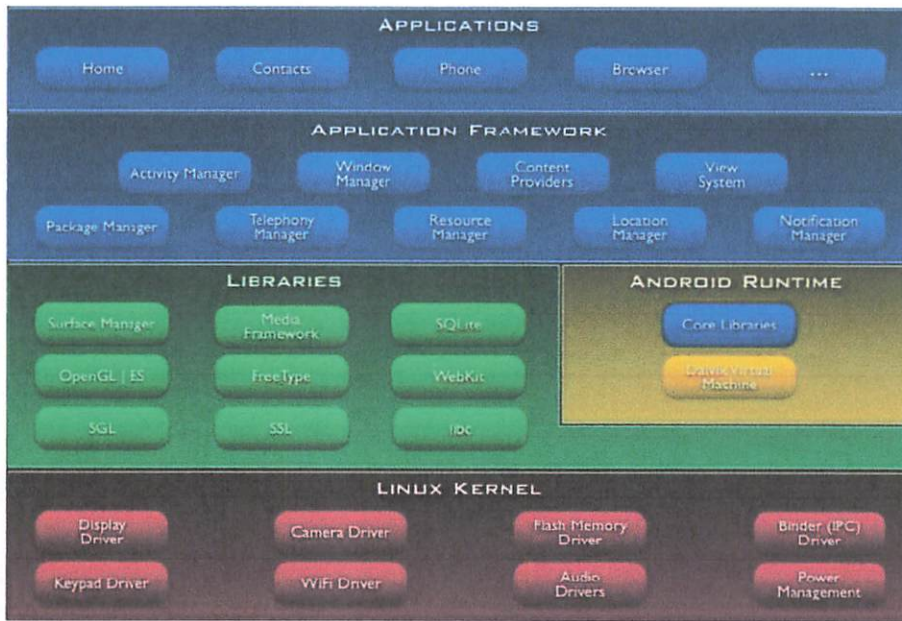 APPLICATIONS
Home Contacts Phone Browser ...
APPLICATION FRAMEWORK
Activity Manager Window Manager Content Providers View System
Package Manager Telephony Manager Resource Manager Location Manager Notification Manager
LIBRARIES
Surface Manager Media Framework SQLite
OpenGL | ES FreeType WebKit
SGL SSL libc
ANDROID RUNTIME
Core Libraries
Dalvik Virtual Machine
LINUX KERNEL
Display Driver Camera Driver Flash Memory Driver Binder (IPC) Driver
Keypad Driver WiFi Driver Audio Drivers Power Management